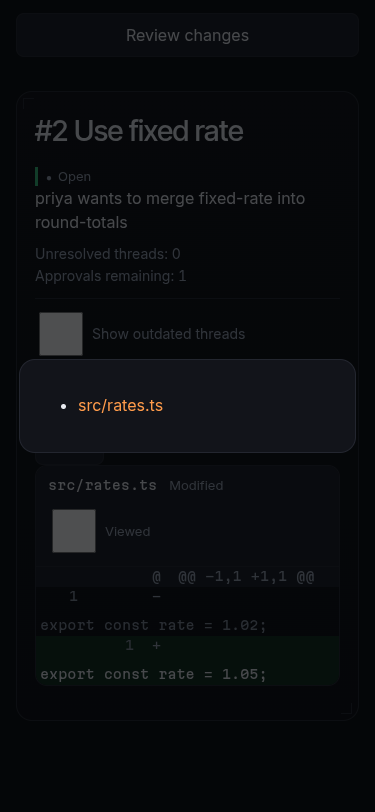 Review changes
#2 Use fixed rate
• Open
priya wants to merge fixed-rate into
round-totals
Unresolved threads: 0
Approvals remaining: 1
Show outdated threads
• src/rates.ts
src/rates.ts Modified
Viewed
@ @@ -1,1 +1,1 @@
1 -
export const rate = 1.02;
1 +
export const rate = 1.05;